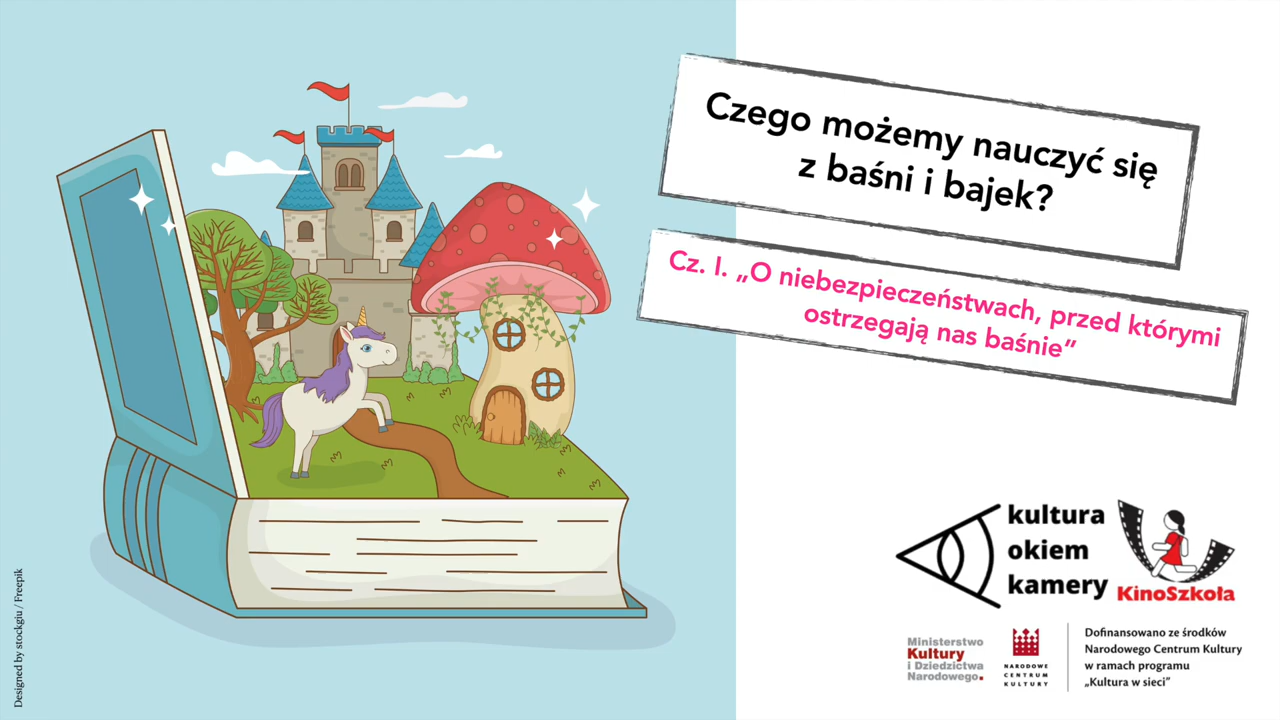 Czego możemy nauczyć się
z baśni i bajek?
Cz. I. „O niebezpieczeństwach, przed którymi
ostrzegają nas baśnie”
kultura
okiem
kamery
KinoSzkoła
Ministerstwo
Kultury
i Dziedzictwa
Narodowego.
NARODOWE
CENTRUM
KULTURY
Dofinansowano ze środków
Narodowego Centrum Kultury
w ramach programu
„Kultura w sieci”
Designed by stockgiu / Freepik